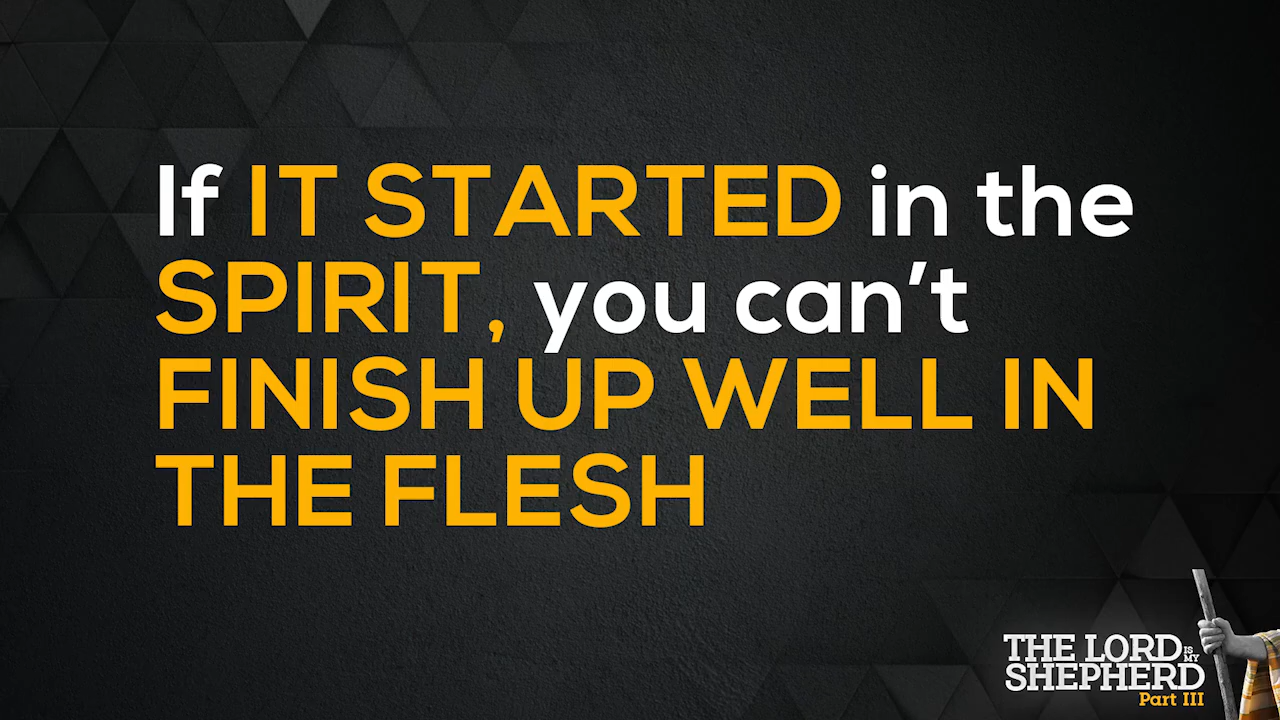 If IT STARTED in the
SPIRIT, you can’t
FINISH UP WELL IN
THE FLESH
THE LORD IS MY
SHEPHERD
Part III